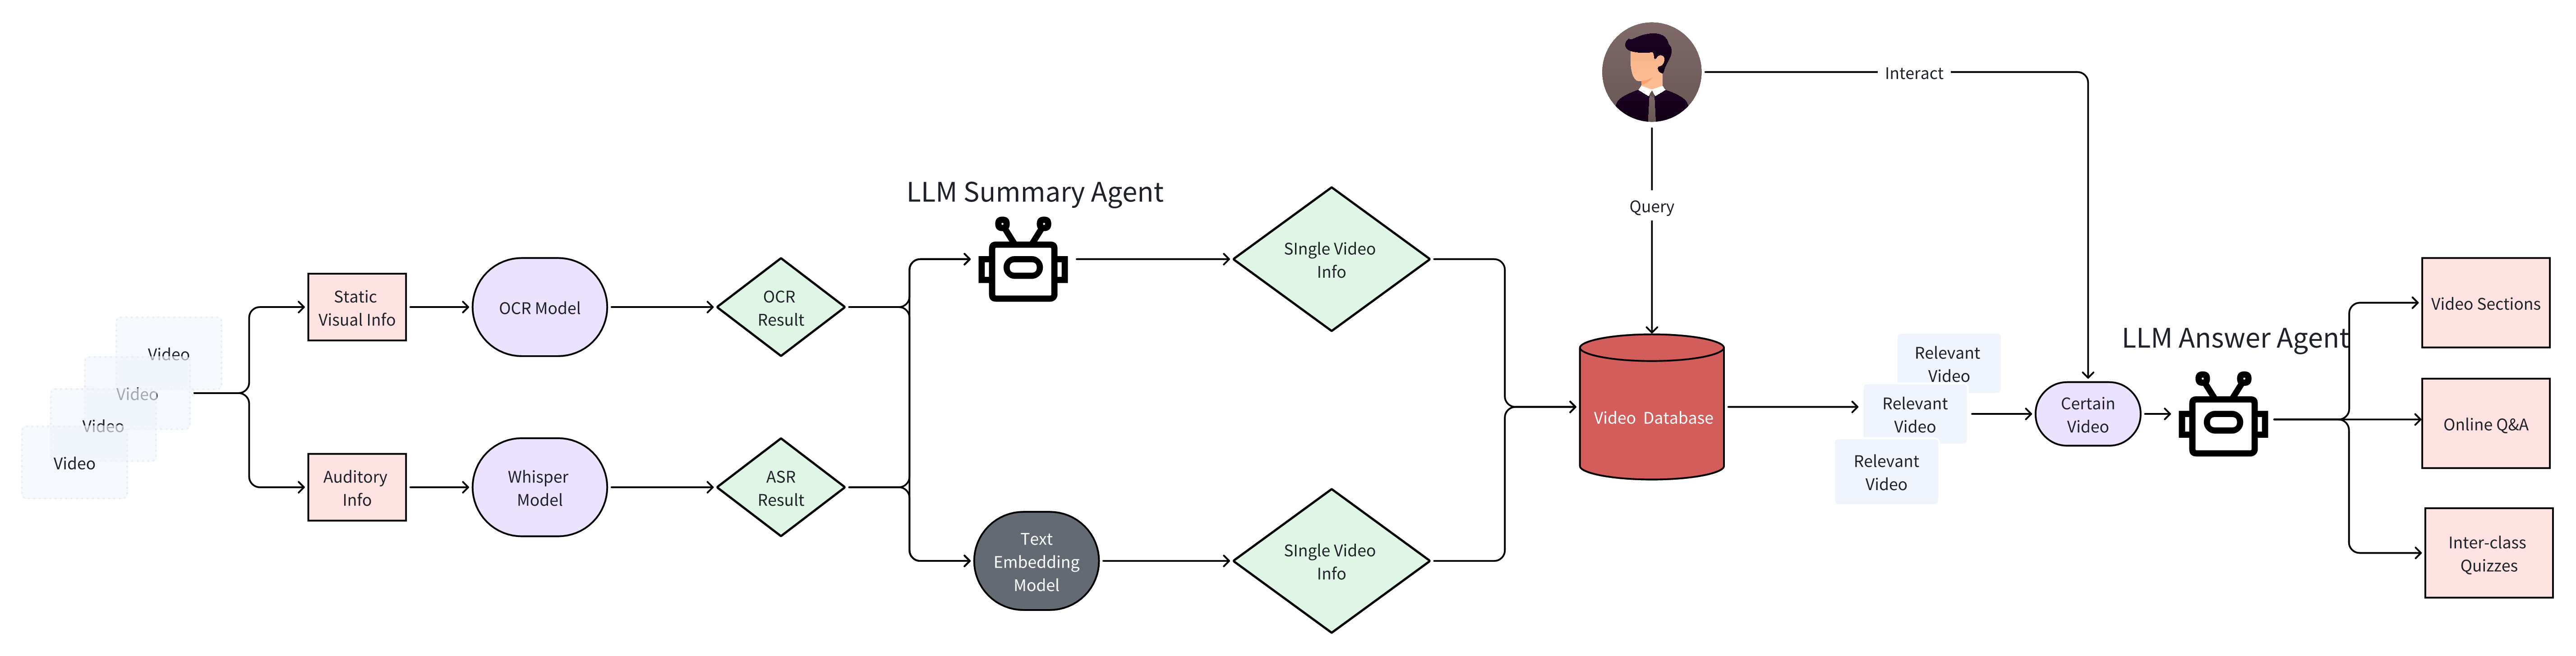 Video
Video
Video
Video
Static
Visual Info
Auditory
Info
OCR Model
Whisper
Model
OCR
Result
ASR
Result
LLM Summary Agent
Text
Embedding
Model
SIngle Video
Info
SIngle Video
Info
Query
Interact
Video Database
Relevant
Video
Relevant
Video
Relevant
Video
Certain
Video
LLM Answer Agent
Video Sections
Online Q&A
Inter-class
Quizzes